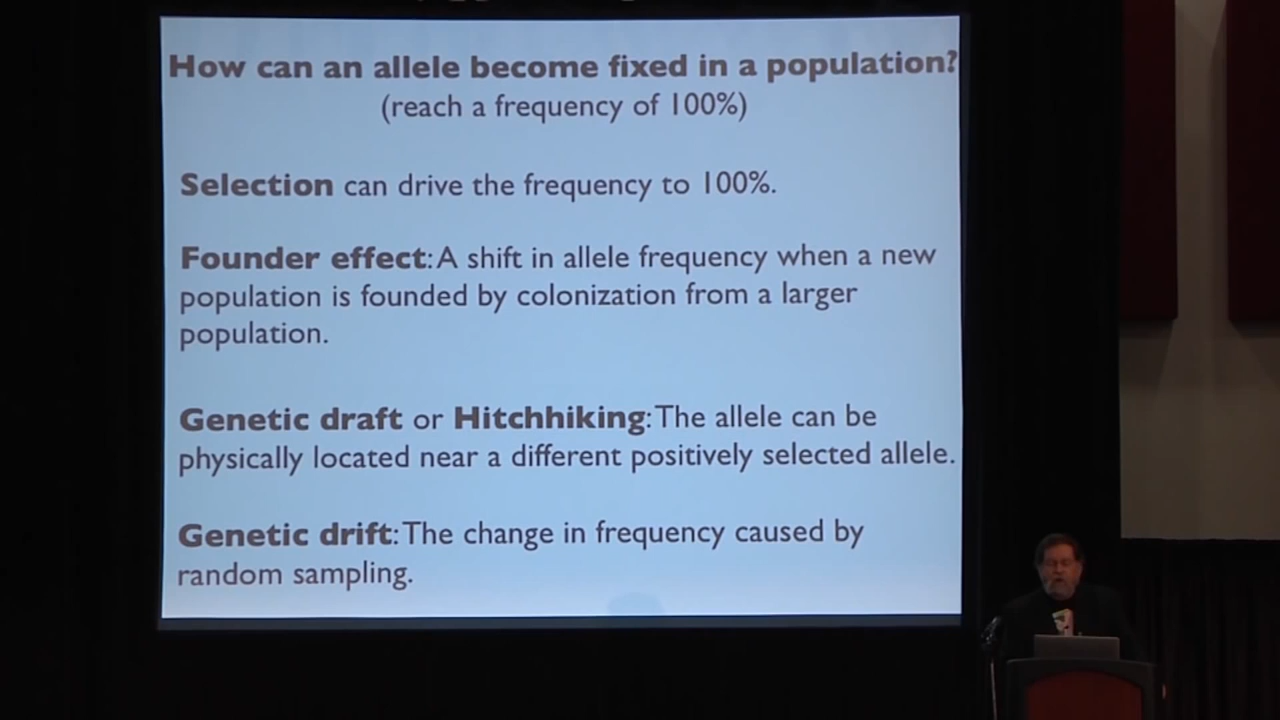 How can an allele become fixed in a population?
(reach a frequency of 100%)
Selection can drive the frequency to 100%.
Founder effect: A shift in allele frequency when a new
population is founded by colonization from a larger
population.
Genetic draft or Hitchhiking: The allele can be
physically located near a different positively selected allele.
Genetic drift: The change in frequency caused by
random sampling.